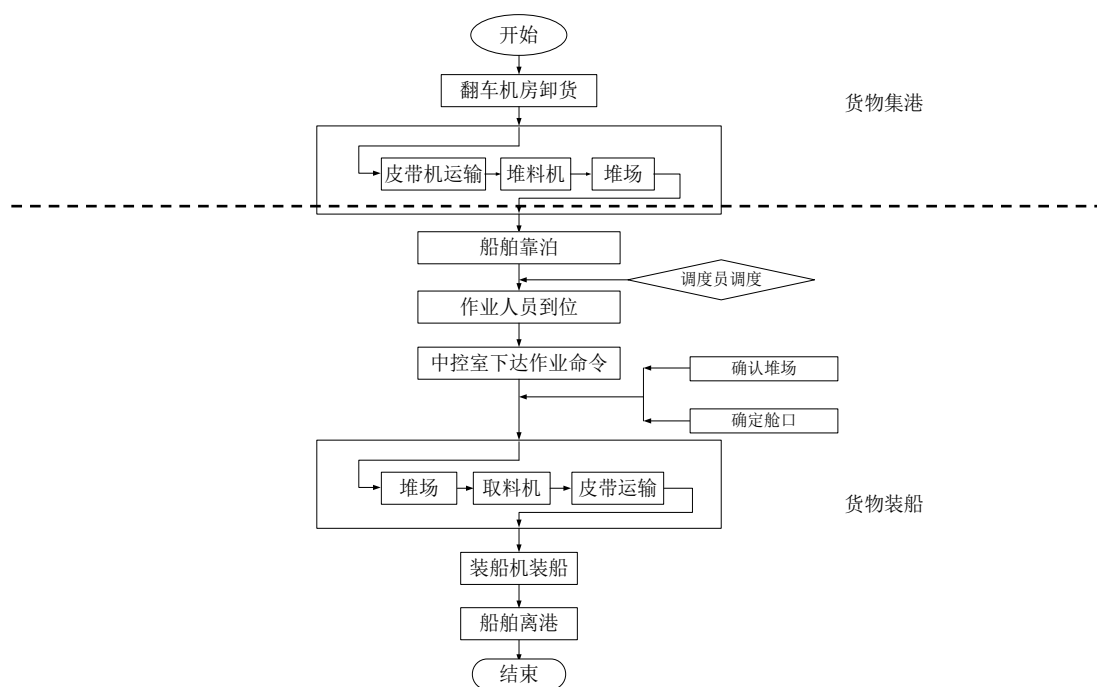 开始
翻车机房卸货
货物集港
皮带机运输
堆料机
堆场
船舶靠泊
调度员调度
作业人员到位
中控室下达作业命令
确认堆场
确定舱口
堆场
取料机
皮带运输
货物装船
装船机装船
船舶离港
结束